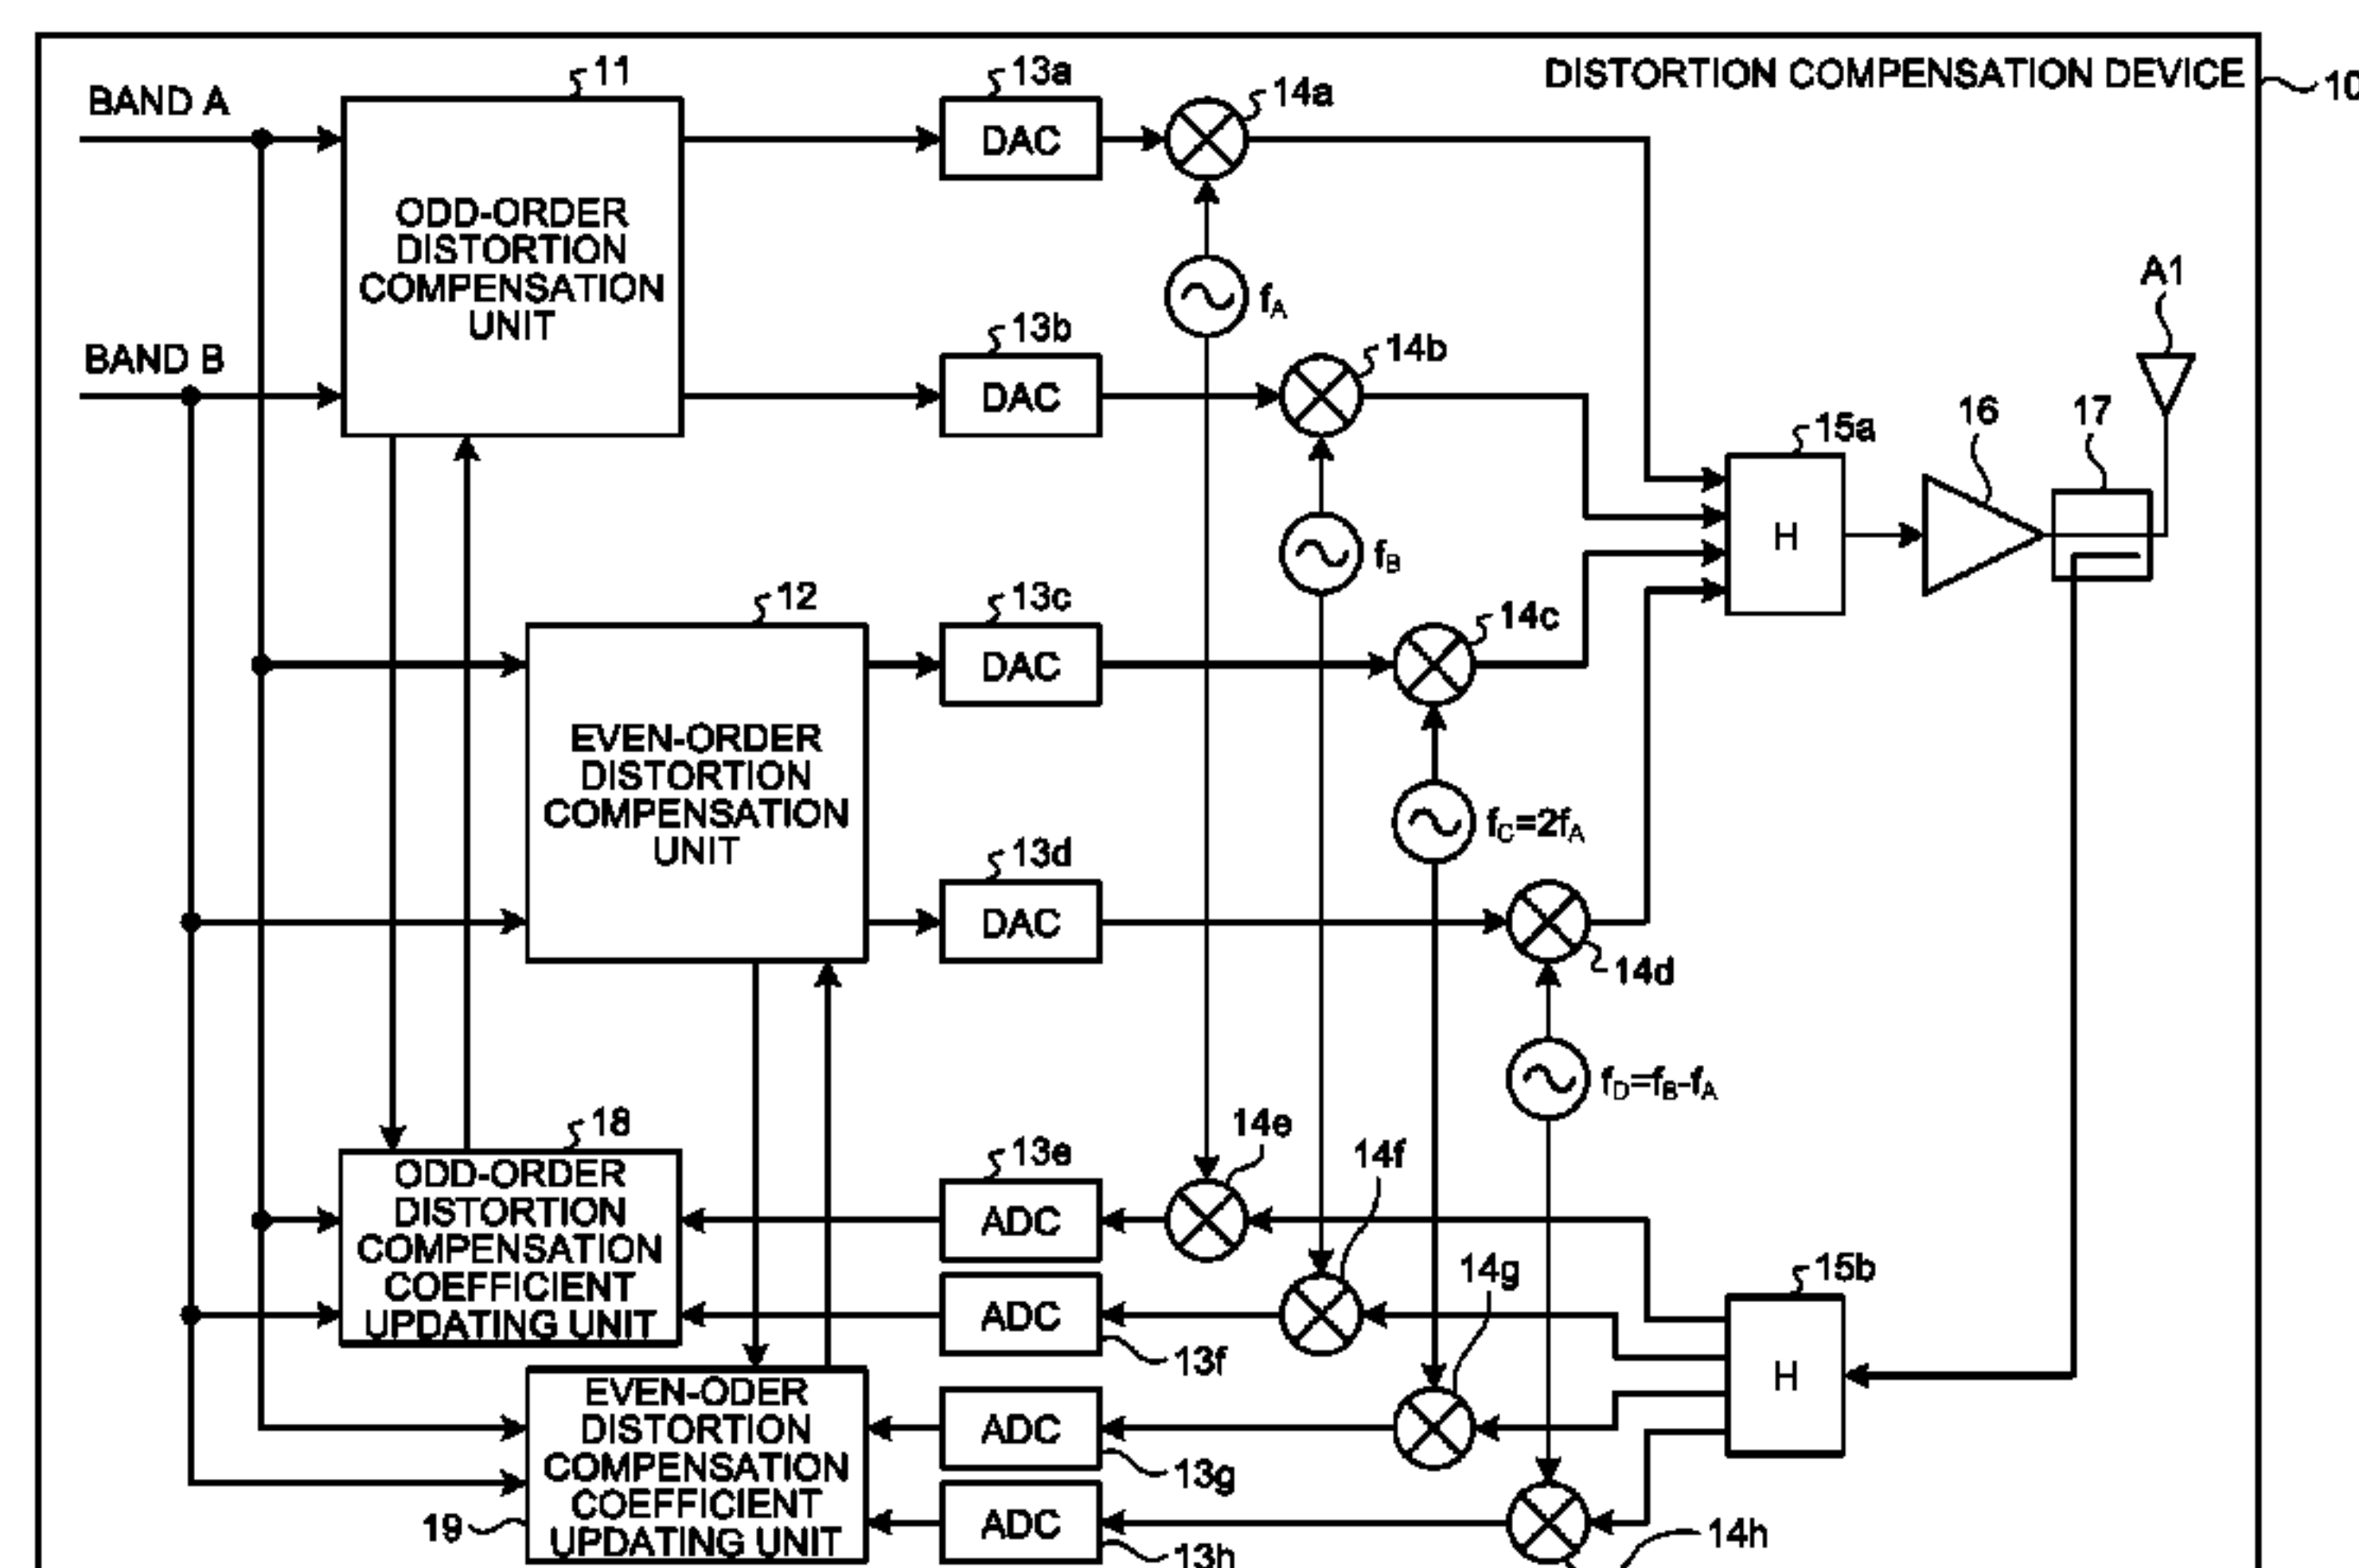 DISTORTION COMPENSATION DEVICE
10
BAND A
11
13a
14a
ODD-ORDER
DISTORTION
COMPENSATION
UNIT
DAC
fA
A1
BAND B
13b
14b
DAC
15a
16
17
H
fB
12
13c
14c
EVEN-ORDER
DISTORTION
COMPENSATION
UNIT
DAC
fC=2fA
13d
DAC
14d
fD=fB-fA
18
13e
14e
14f
ODD-ORDER
DISTORTION
COMPENSATION
COEFFICIENT
UPDATING UNIT
ADC
ADC
13f
14g
15b
H
EVEN-ODER
DISTORTION
COMPENSATION
COEFFICIENT
UPDATING UNIT
19
ADC
13g
ADC
13h
14h